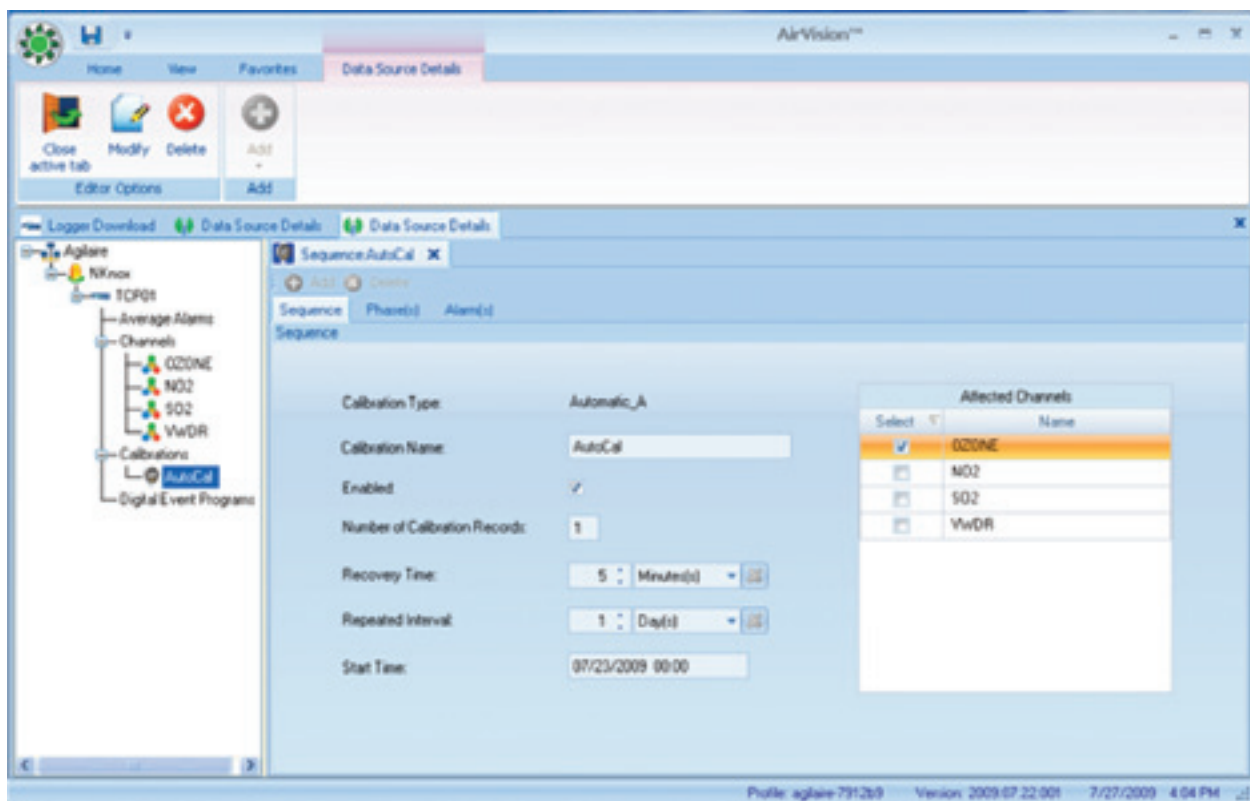 AirVision™
Home View Favorites Data Source Details
Close active tab
Modify
Delete
Add
Editor Options
Add
Logger Download
Data Source Details
Data Source Details
Agilaire
NKnox
TCP01
Average Alarms
Channels
OZONE
NO2
SO2
VWDR
Calibrations
AutoCal
Digital Event Programs
Sequence AutoCal
Add Delete
Sequence Phase(s) Alarm(s)
Sequence
Calibration Type: Automatic_A
Calibration Name: AutoCal
Enabled:
Number of Calibration Records: 1
Recovery Time: 5 Minutes(s)
Repeated Interval: 1 Day(s)
Start Time: 07/23/2009 00:00
Affected Channels
Select Name
OZONE
NO2
SO2
VWDR
Profile: agilaire-7912b9 Version: 2009.07.22.001 7/27/2009 4:04 PM